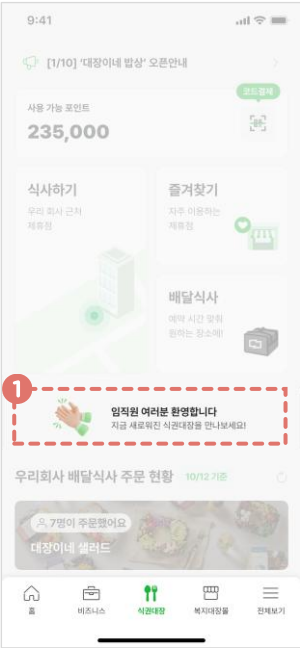 9:41
[1/10] ‘대장이네 밥상’ 오픈안내
코드결제
사용 가능 포인트
235,000
식사하기
우리 회사 근처
제휴점
즐겨찾기
자주 이용하는
제휴점
배달식사
예약 시간 맞춰
원하는 장소에!
1
임직원 여러분 환영합니다
지금 새로워진 식권대장을 만나보세요!
우리회사 배달식사 주문 현황 10/12 기준
7명이 주문했어요
대장이네 샐러드
홈
비즈니스
식권대장
복지대장몰
전체보기